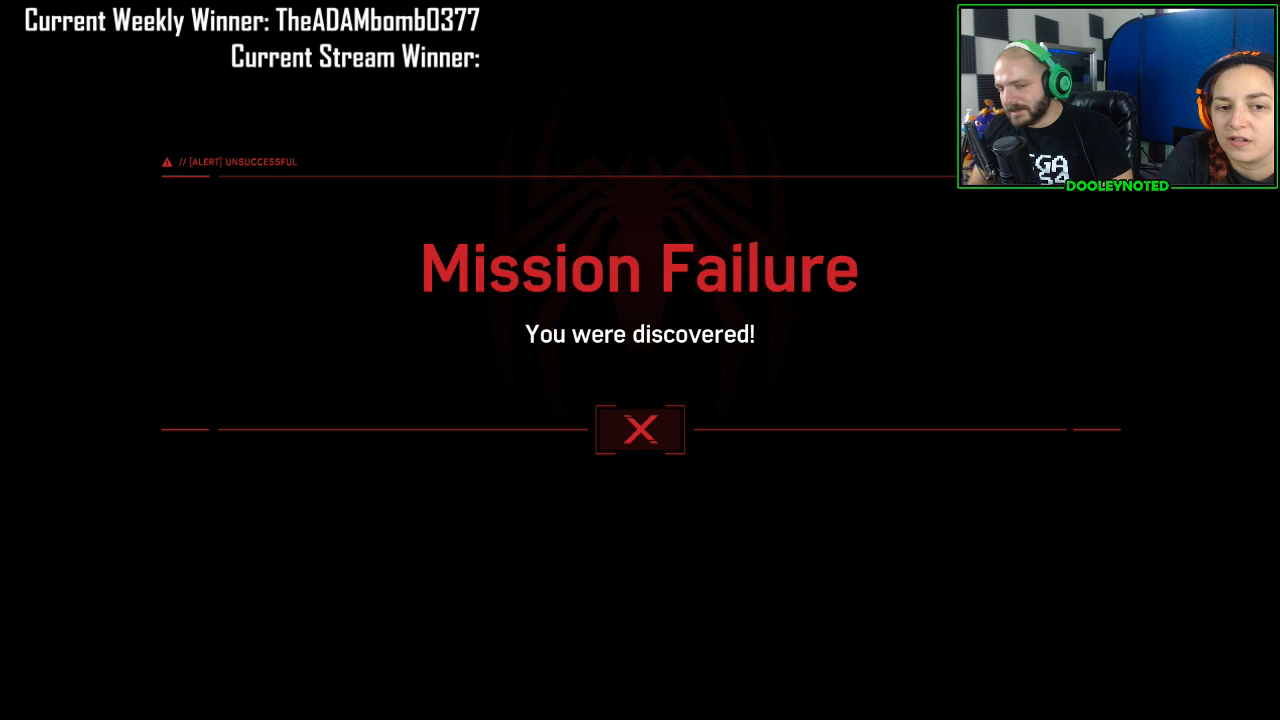 Current Weekly Winner: TheADAMbomb0377
Current Stream Winner:
// [ALERT] UNSUCCESSFUL
Mission Failure
You were discovered!
X
DOOLEYNOTED